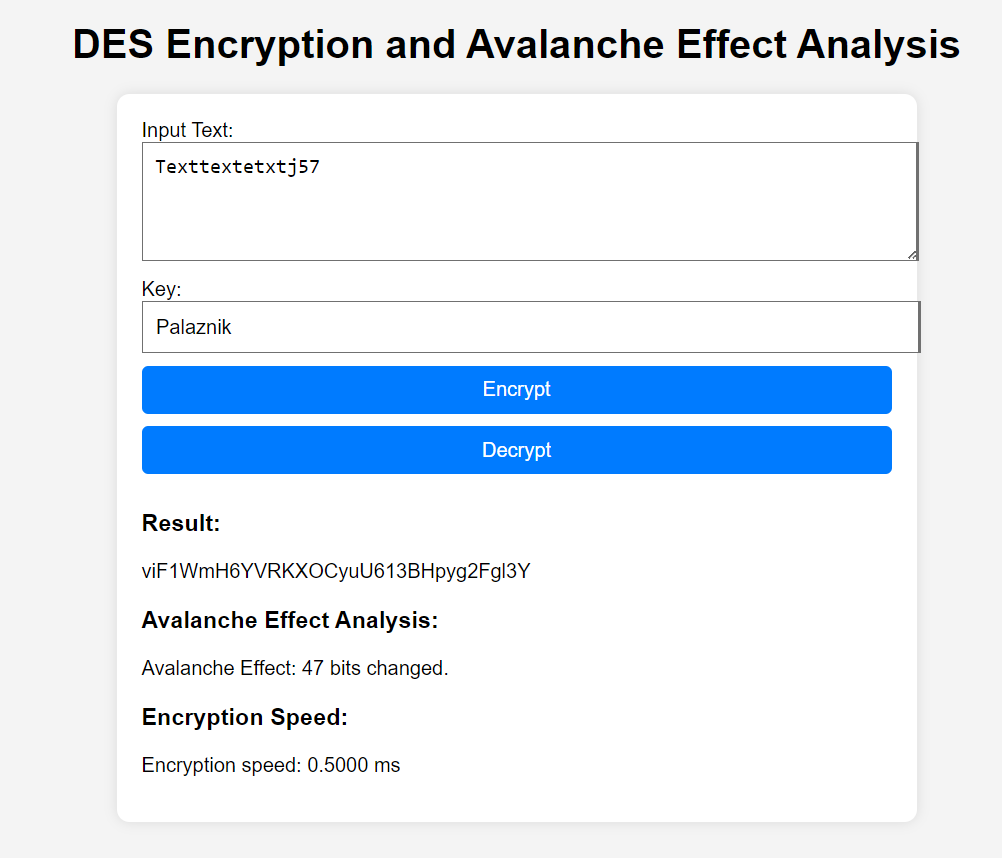 DES Encryption and Avalanche Effect Analysis
Input Text:
Texttextetxtj57
Key:
Palaznik
Encrypt
Decrypt
Result:
viF1WmH6YVRKXOCyuU613BHpyg2Fgl3Y
Avalanche Effect Analysis:
Avalanche Effect: 47 bits changed.
Encryption Speed:
Encryption speed: 0.5000 ms